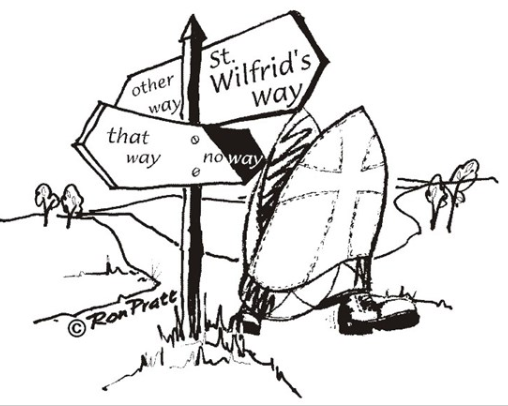 St.
Wilfrid's
way
other
way
that
way
no way
© Ron Pratt